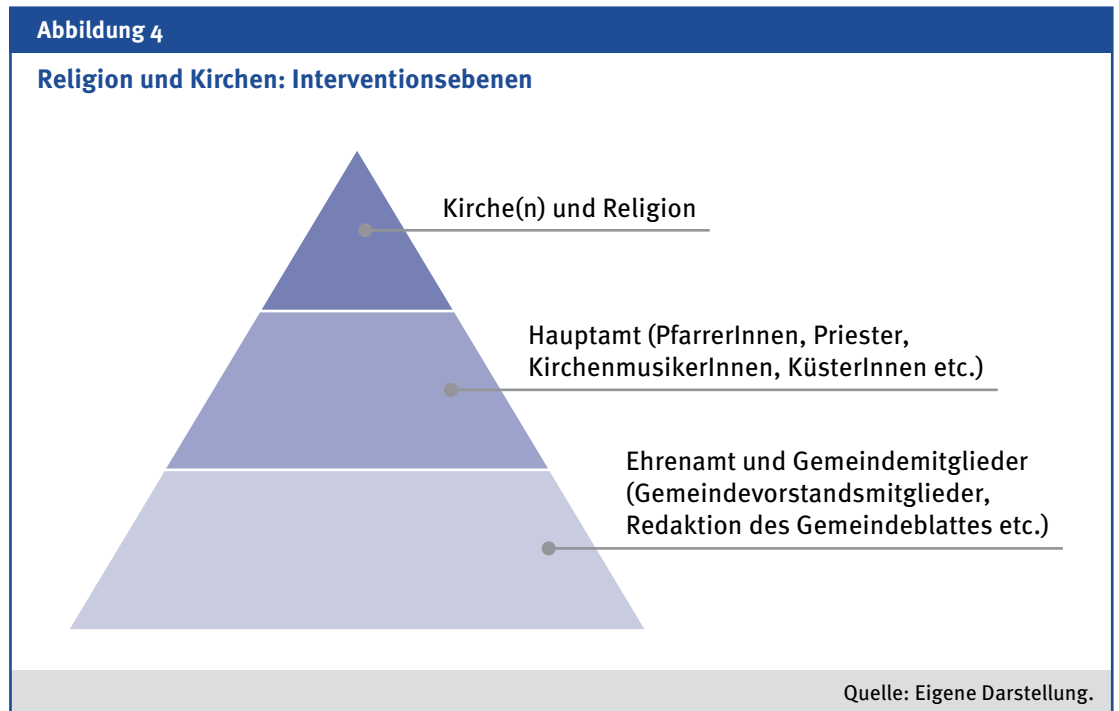 Abbildung 4
Religion und Kirchen: Interventionsebenen
Kirche(n) und Religion
Hauptamt (PfarrerInnen, Priester,
KirchenmusikerInnen, KüsterInnen etc.)
Ehrenamt und Gemeindemitglieder
(Gemeindevorstandsmitglieder,
Redaktion des Gemeindeblattes etc.)
Quelle: Eigene Darstellung.